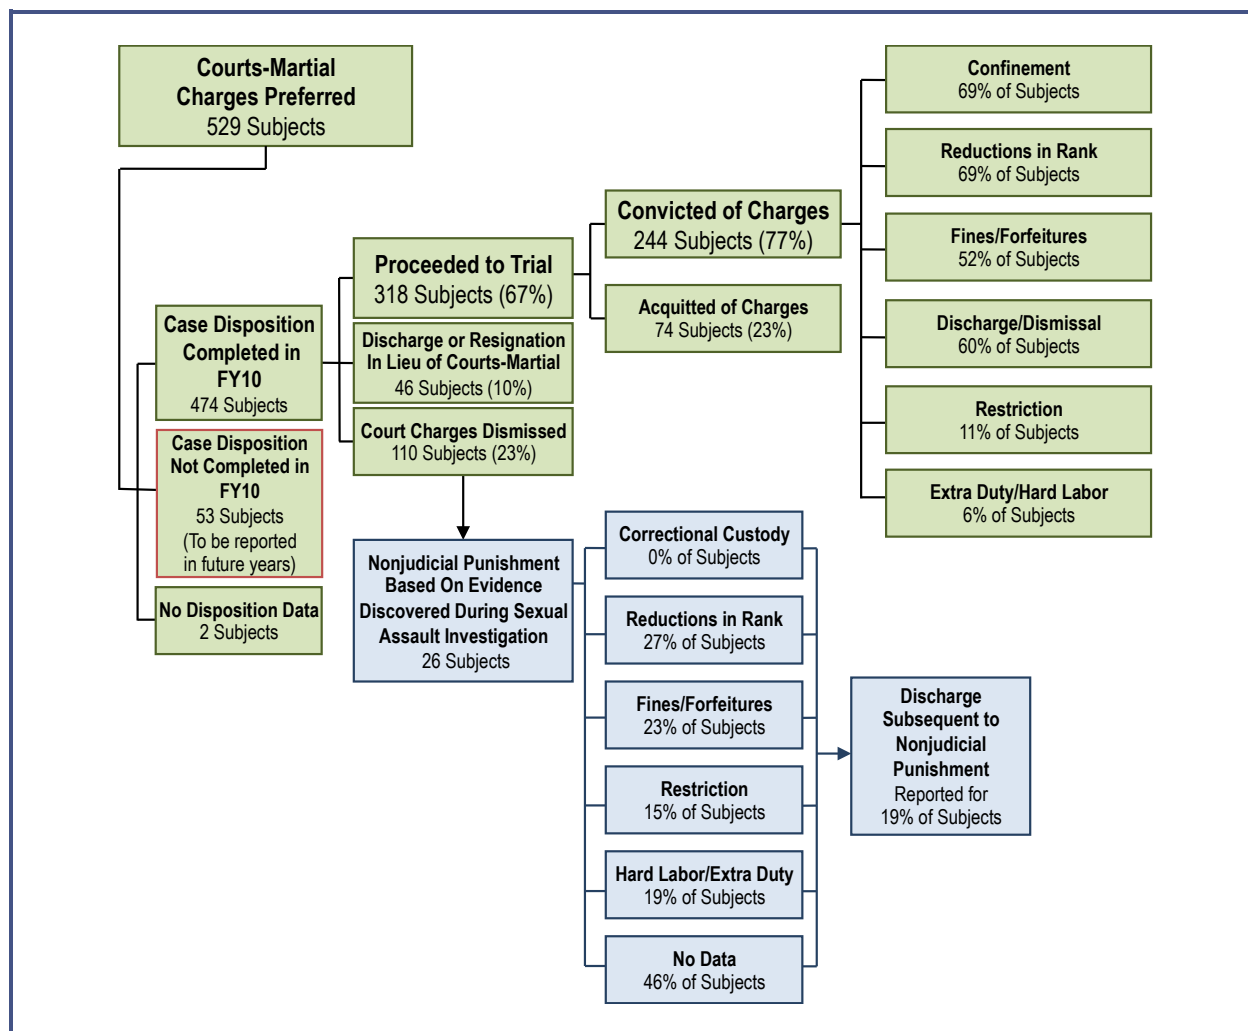 Courts-Martial
Charges Preferred
529 Subjects
Case Disposition
Completed in
FY10
474 Subjects
Case Disposition
Not Completed in
FY10
53 Subjects
(To be reported
in future years)
No Disposition Data
2 Subjects
Proceeded to Trial
318 Subjects (67%)
Discharge or Resignation
In Lieu of Courts-Martial
46 Subjects (10%)
Court Charges Dismissed
110 Subjects (23%)
Nonjudicial Punishment
Based On Evidence
Discovered During Sexual
Assault Investigation
26 Subjects
Convicted of Charges
244 Subjects (77%)
Acquitted of Charges
74 Subjects (23%)
Confinement
69% of Subjects
Reductions in Rank
69% of Subjects
Fines/Forfeitures
52% of Subjects
Discharge/Dismissal
60% of Subjects
Restriction
11% of Subjects
Extra Duty/Hard Labor
6% of Subjects
Correctional Custody
0% of Subjects
Reductions in Rank
27% of Subjects
Fines/Forfeitures
23% of Subjects
Restriction
15% of Subjects
Hard Labor/Extra Duty
19% of Subjects
No Data
46% of Subjects
Discharge
Subsequent to
Nonjudicial
Punishment
Reported for
19% of Subjects